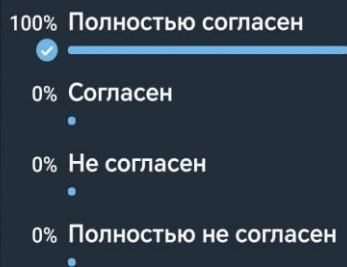 100% Полностью согласен
0% Согласен
0% Не согласен
0% Полностью не согласен